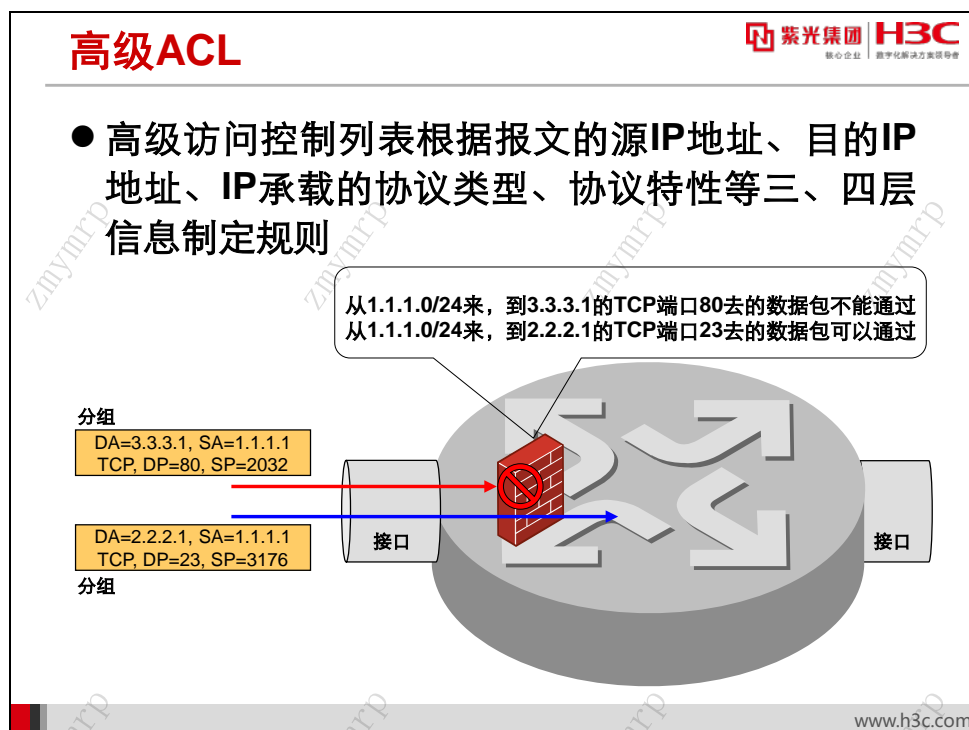 高级ACL
紫光集团 H3C
核心企业 数字化解决方案领导者
●高级访问控制列表根据报文的源IP地址、目的IP
地址、IP承载的协议类型、协议特性等三、四层
信息制定规则
从1.1.1.0/24来，到3.3.3.1的TCP端口80去的数据包不能通过
从1.1.1.0/24来，到2.2.2.1的TCP端口23去的数据包可以通过
分组
DA=3.3.3.1, SA=1.1.1.1
TCP, DP=80, SP=2032
DA=2.2.2.1, SA=1.1.1.1
TCP, DP=23, SP=3176
分组
接口
接口
zmymrp
zmymrp
zmymrp
zmymrp
mrp
mrp
mrp
mrp
www.h3c.com